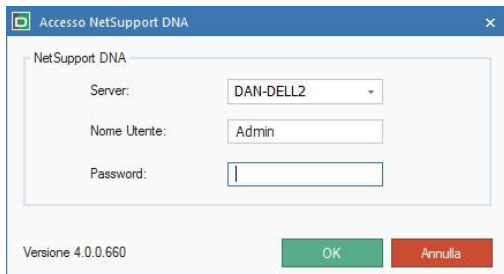 Accesso NetSupport DNA
NetSupport DNA
Server: DAN-DELL2
Nome Utente: Admin
Password:
Versione 4.0.0.660 OK Annulla